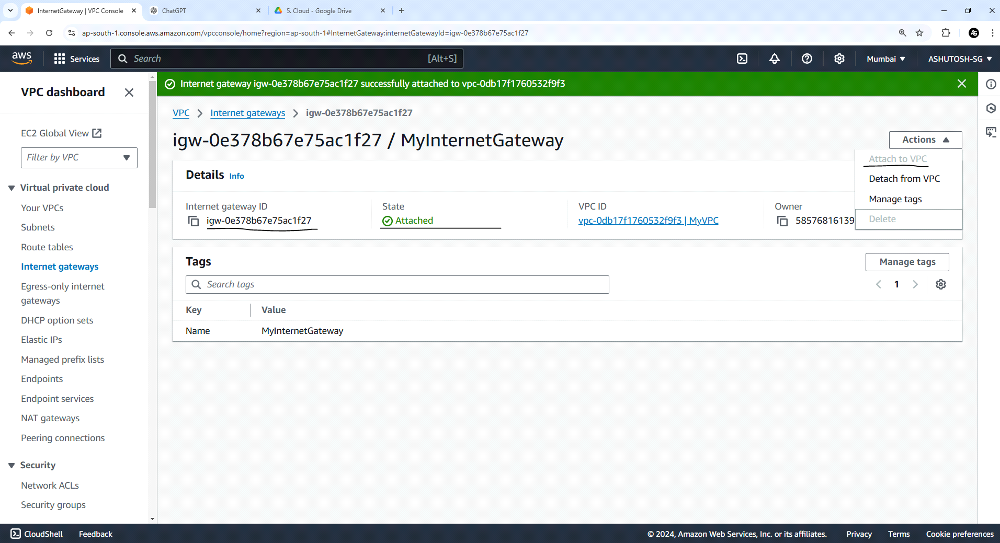 InternetGateway | VPC Console
ChatGPT
5. Cloud - Google Drive
ap-south-1.console.aws.amazon.com/vpcconsole/home?region=ap-south-1#InternetGateway:internetGatewayId=igw-0e378b67e75ac1f27
AG
aws
Services
Search
[Alt+S]
Mumbai
ASHUTOSH-SG
VPC dashboard
EC2 Global View
Filter by VPC
Virtual private cloud
Your VPCs
Subnets
Route tables
Internet gateways
Egress-only internet
gateways
DHCP option sets
Elastic IPs
Managed prefix lists
Endpoints
Endpoint services
NAT gateways
Peering connections
Security
Network ACLs
Security groups
Internet gateway igw-0e378b67e75ac1f27 successfully attached to vpc-0db17f1760532f9f3
VPC > Internet gateways > igw-0e378b67e75ac1f27
igw-0e378b67e75ac1f27 / MyInternetGateway
Actions
Attach to VPC
Detach from VPC
Manage tags
Delete
Details Info
Internet gateway ID
igw-0e378b67e75ac1f27
State
Attached
VPC ID
vpc-0db17f1760532f9f3 | MyVPC
Owner
58576816139
Tags
Manage tags
Search tags
1
Key Value
Name MyInternetGateway
CloudShell
Feedback
© 2024, Amazon Web Services, Inc. or its affiliates.
Privacy
Terms
Cookie preferences